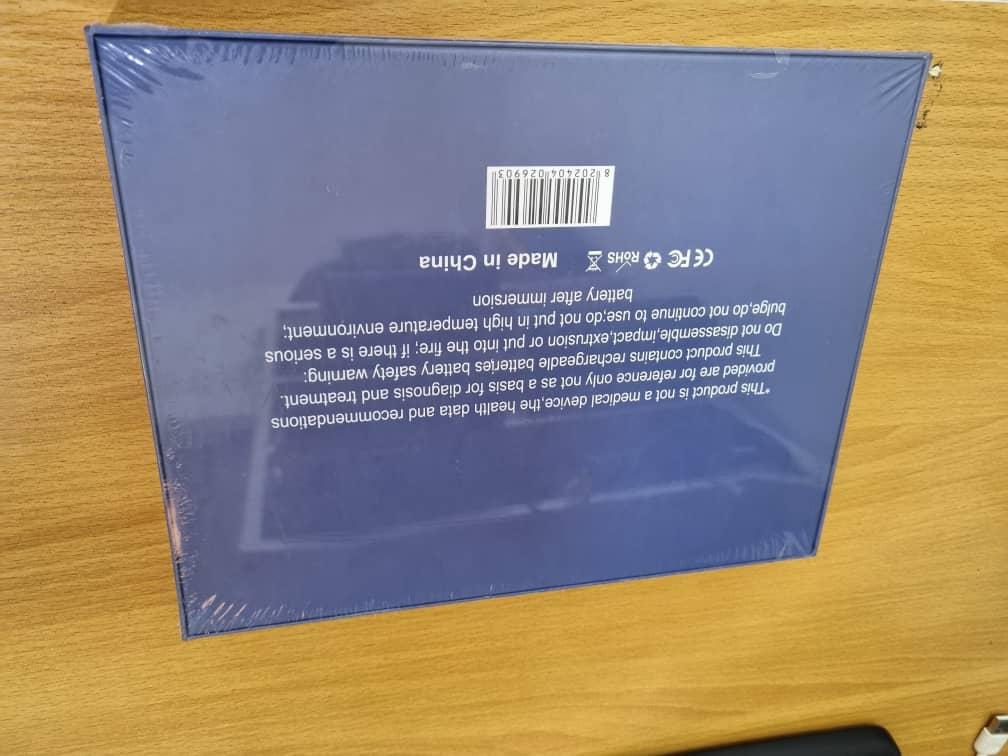 *This product is not a medical device,the health data and recommendations
provided are for reference only not as a basis for diagnosis and treatment.
This product contains rechargeable batteries battery safety warning:
Do not disassemble,impact,extrusion or put into the fire; if there is a serious
bulge,do not continue to use;do not put in high temperature environment;
battery after immersion
CE FC RoHS Made in China
8 202404 026903